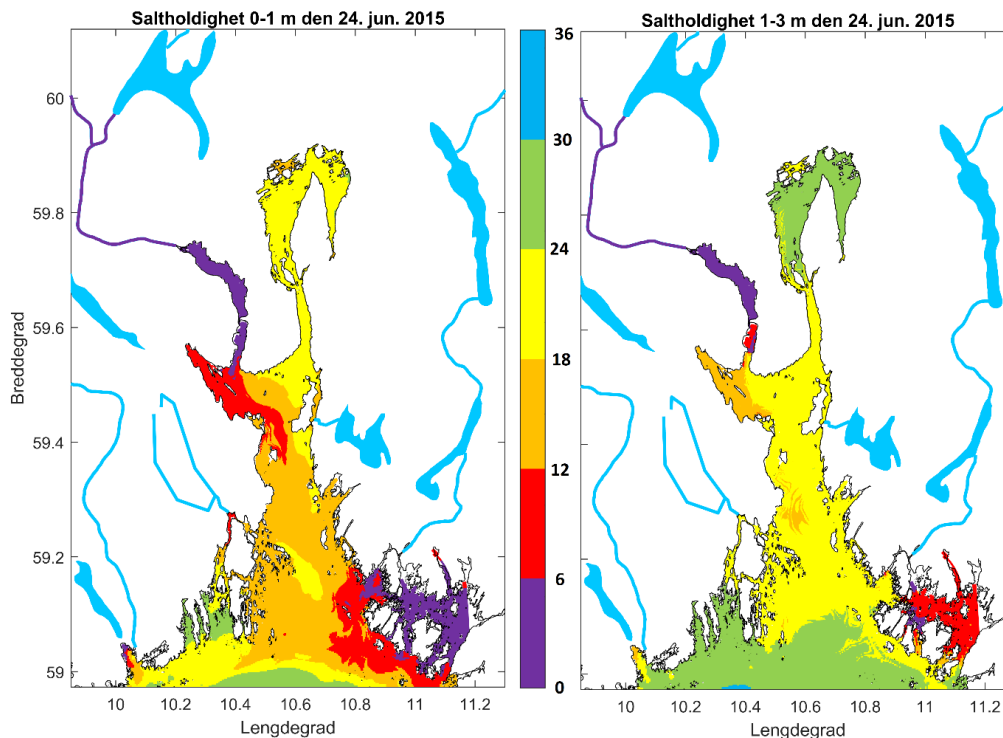 Saltholdighet 0-1 m den 24. jun. 2015
Saltholdighet 1-3 m den 24. jun. 2015
60
59.8
59.6
59.4
59.2
59
Breddegrad
10 10.2 10.4 10.6 10.8 11 11.2
Lengdegrad
36
30
24
18
12
6
0
10 10.2 10.4 10.6 10.8 11 11.2
Lengdegrad